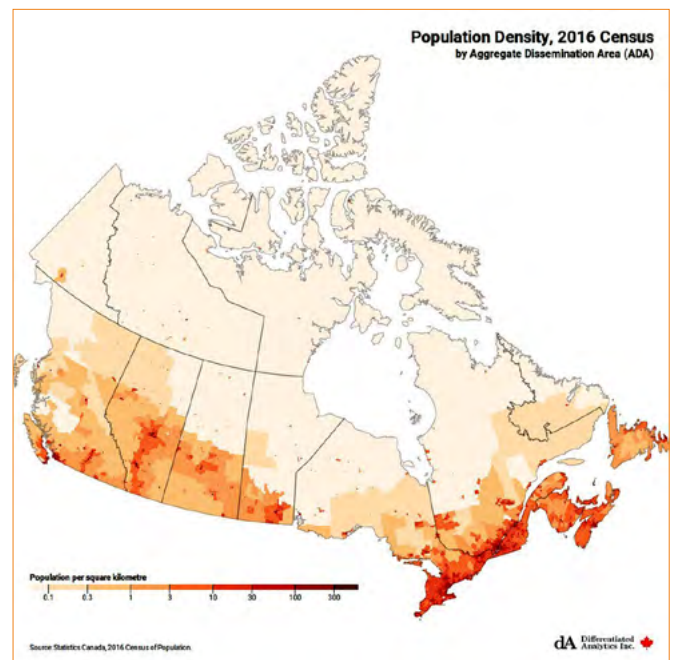 Population Density, 2016 Census
by Aggregate Dissemination Area (ADA)
Population per square kilometre
0.1 0.3 1 3 10 30 100 300
Source: Statistics Canada, 2016 Census of Population.
dA Differentiated
Analytics Inc.